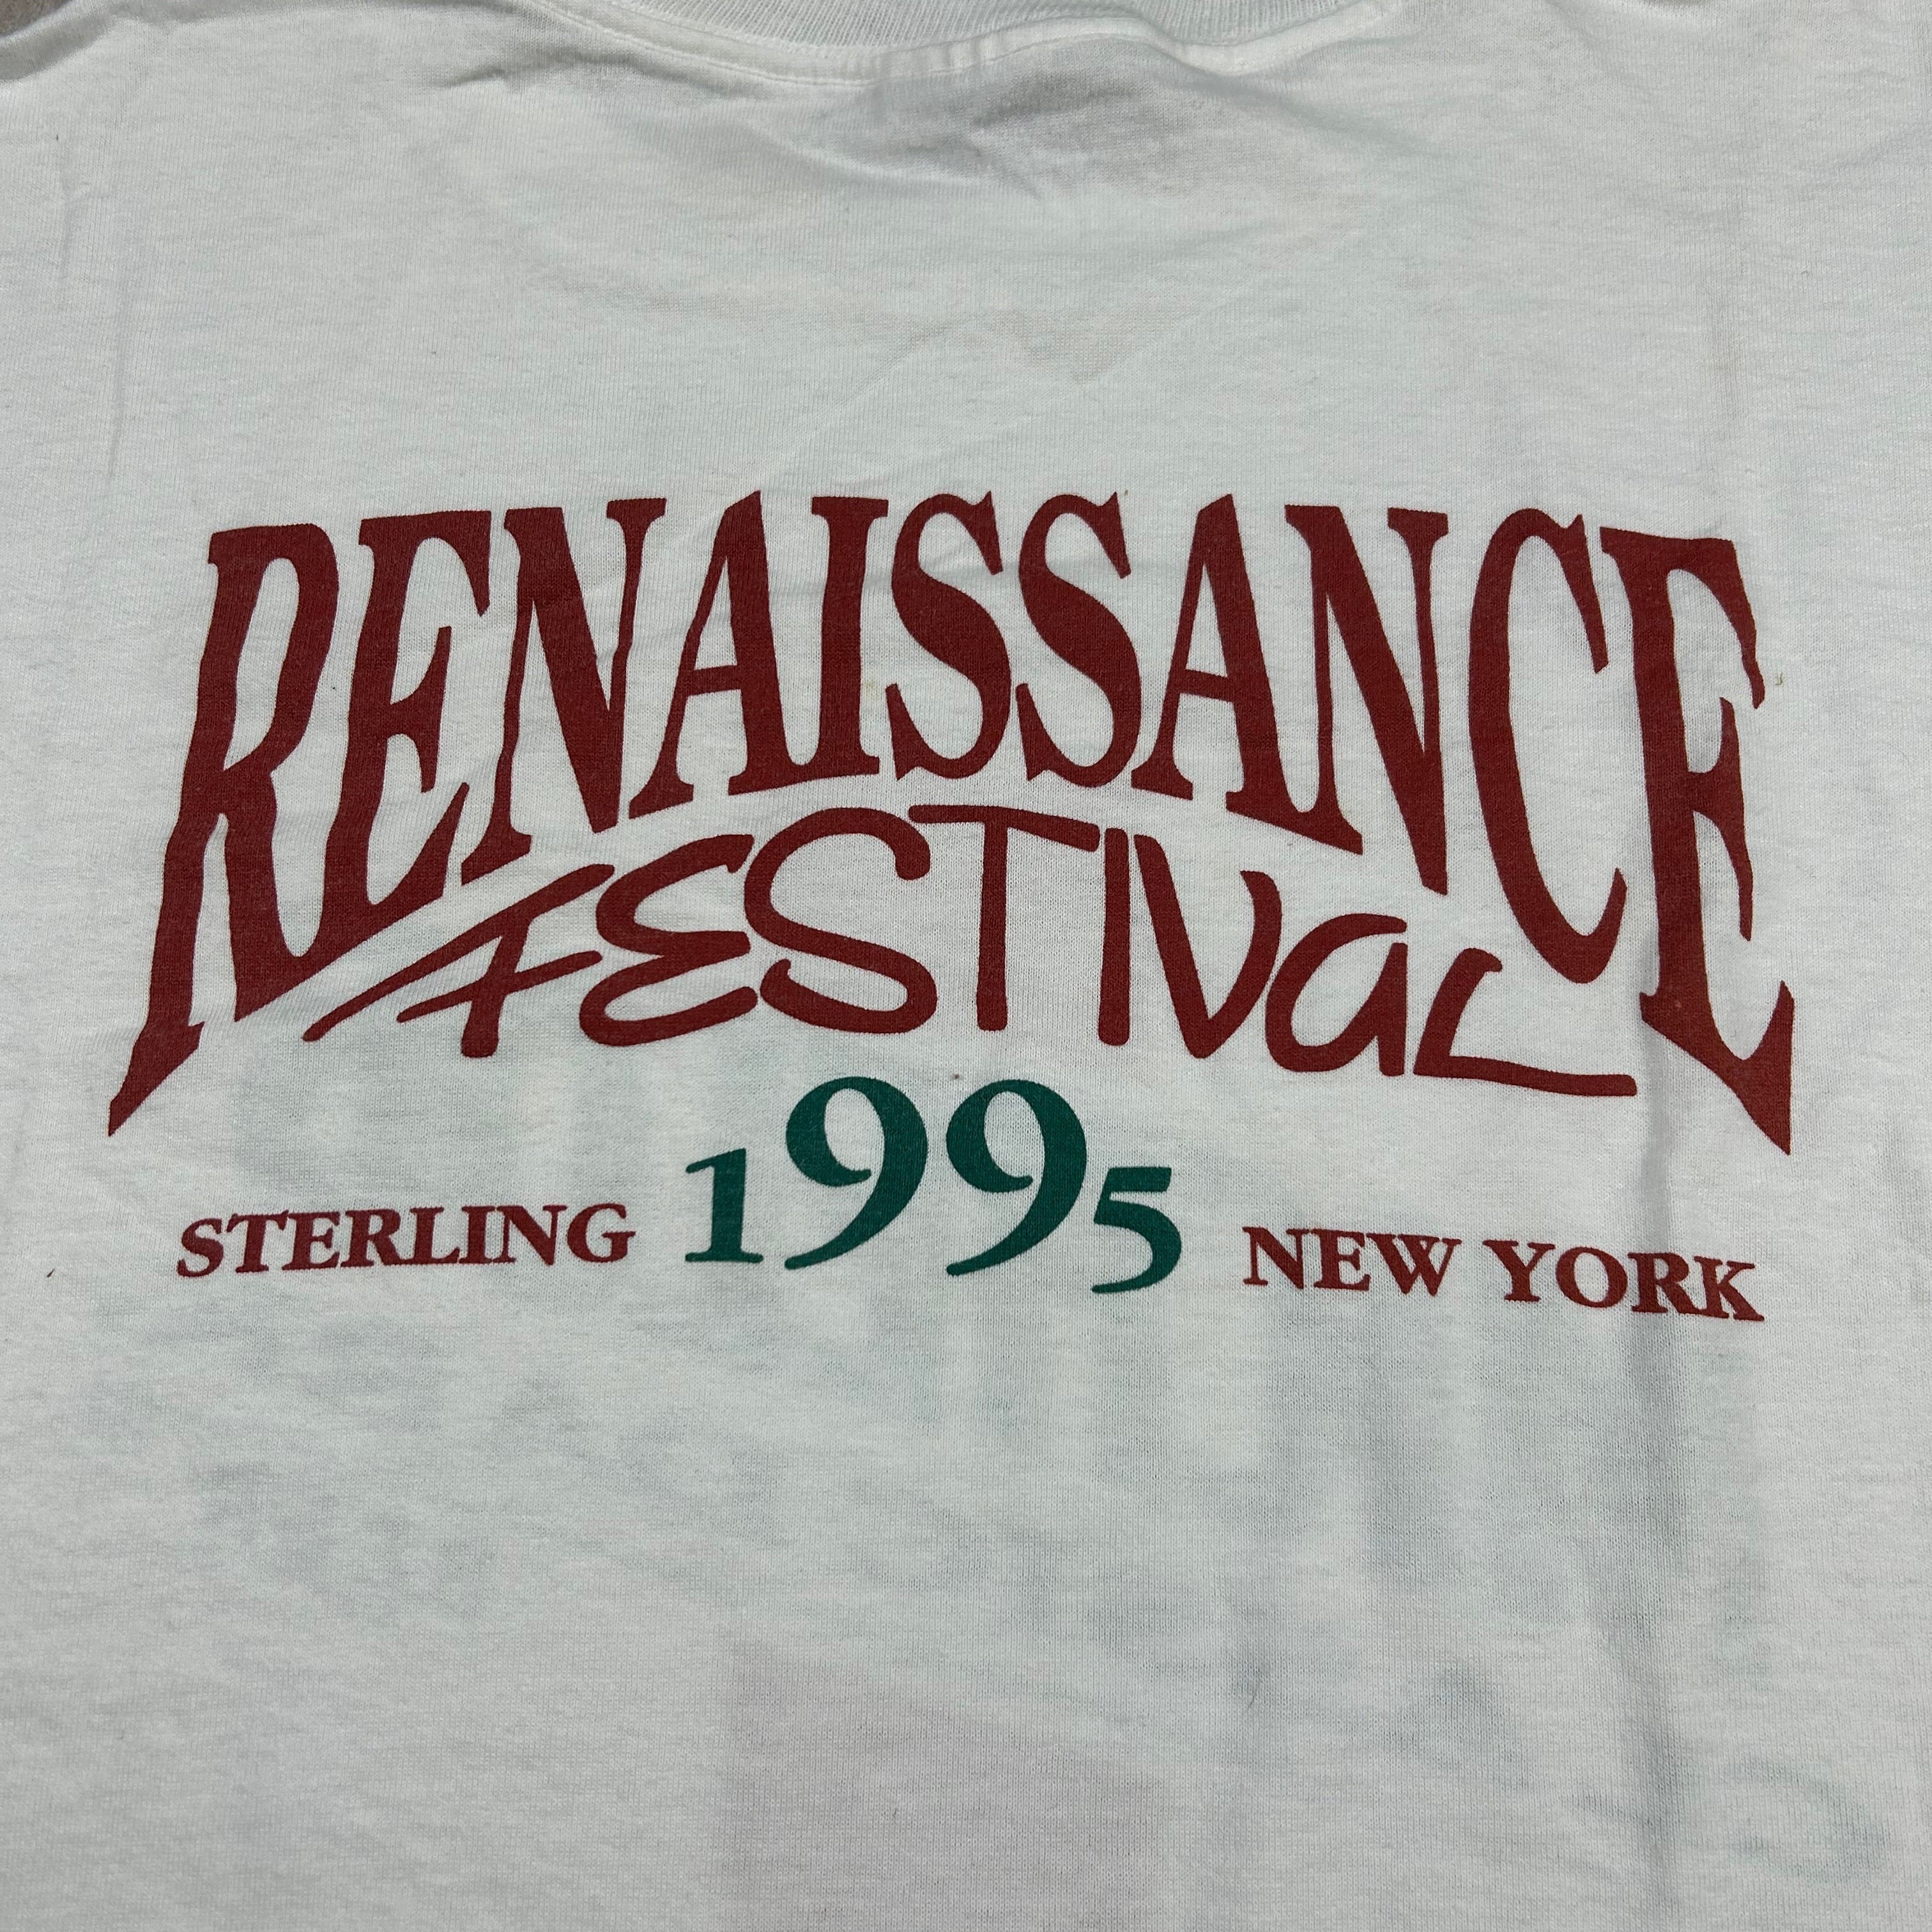 RENAISSANCE
FESTIVAL
STERLING 1995 NEW YORK